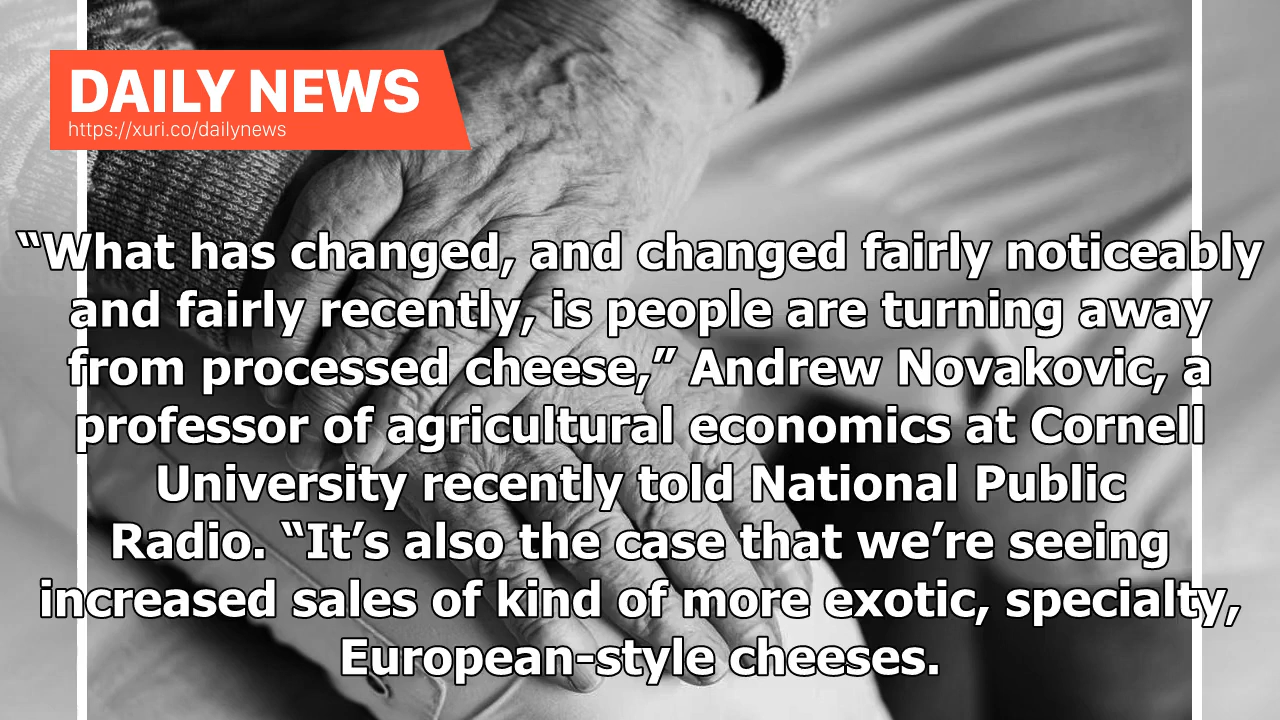 DAILY NEWS
https://xuri.co/dailynews
“What has changed, and changed fairly noticeably
and fairly recently, is people are turning away
from processed cheese,” Andrew Novakovic, a
professor of agricultural economics at Cornell
University recently told National Public
Radio. “It’s also the case that we’re seeing
increased sales of kind of more exotic, specialty,
European-style cheeses.